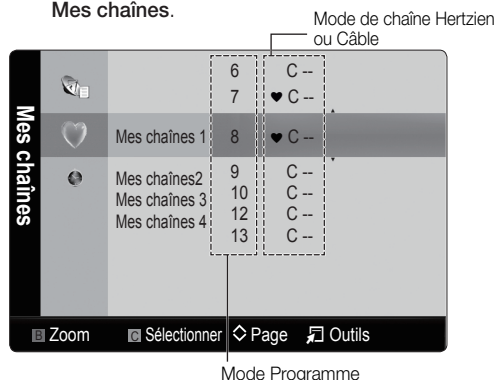 Mes chaînes.
Mode de chaîne Hertzien
ou Câble
Mes chaînes
6 C --
7 ♥ C --
Mes chaînes 1 8 ♥ C --
Mes chaînes2 9 C --
Mes chaînes 3 10 C --
Mes chaînes 4 12 C --
13 C --
B Zoom C Sélectionner Page Outils
Mode Programme